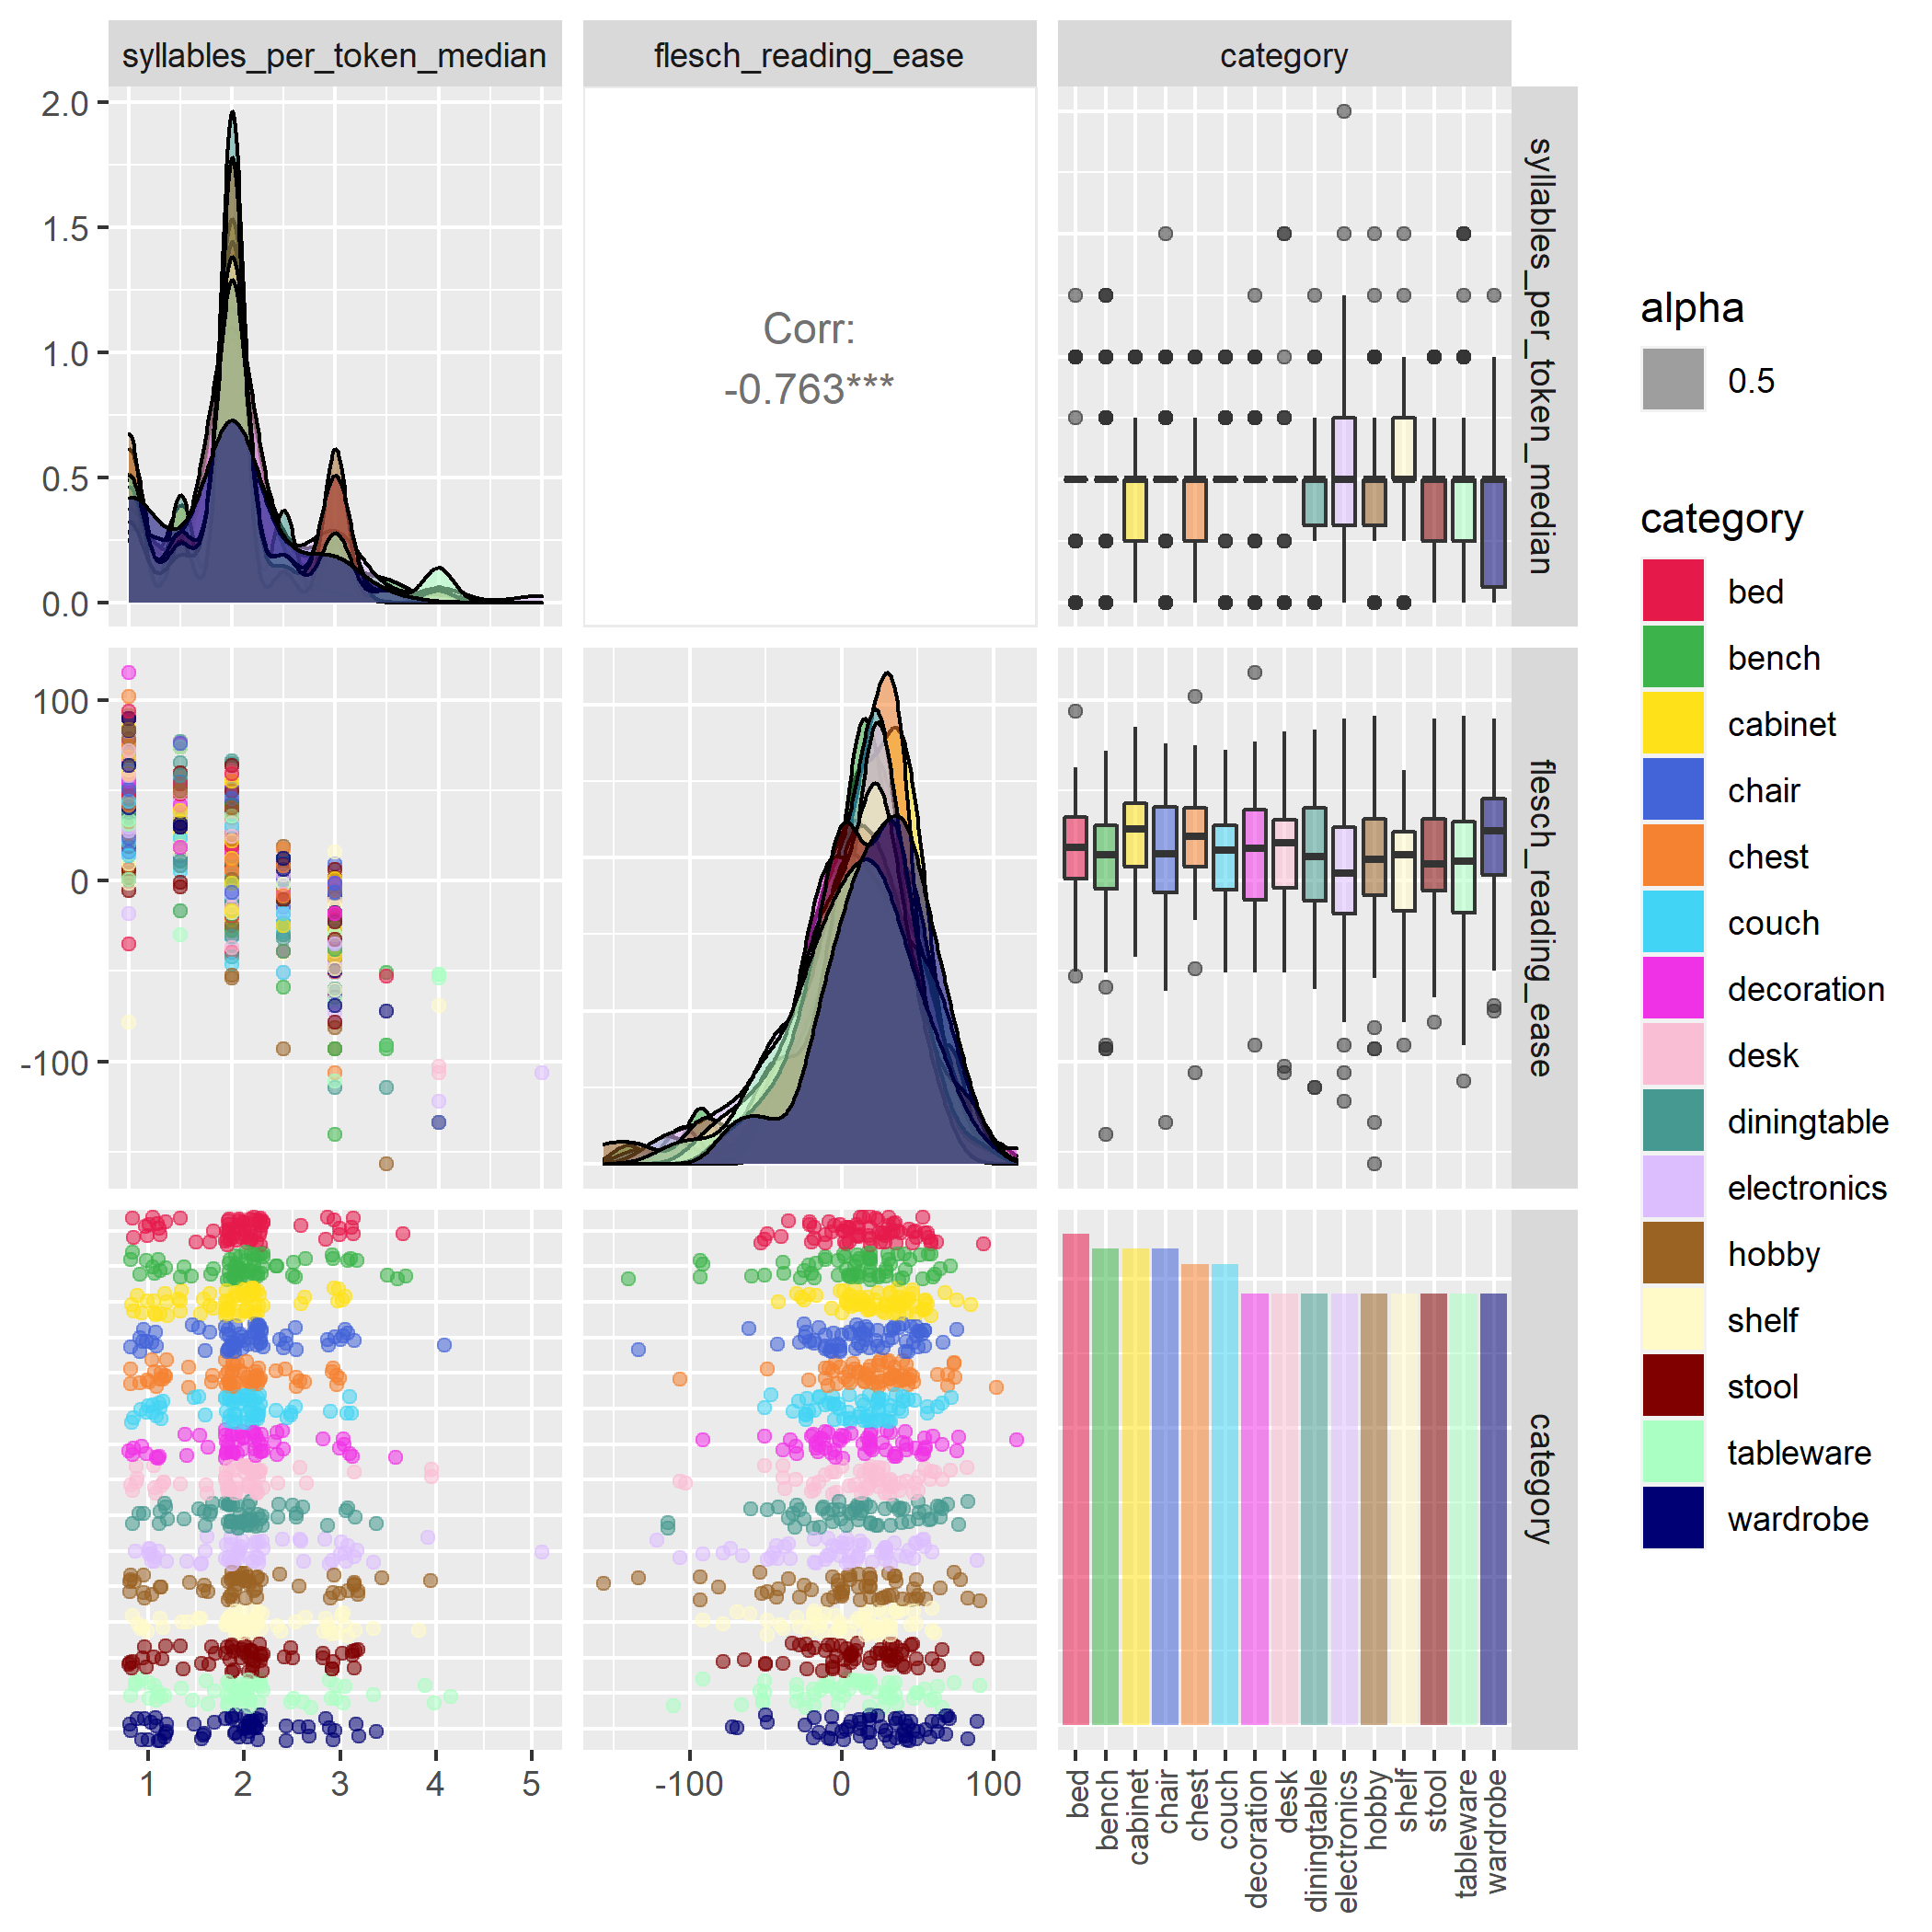 syllables_per_token_median
flesch_reading_ease
category
2.0
1.5
1.0
0.5
0.0
Corr:
-0.763***
syllables_per_token_median
100
0
-100
flesch_reading_ease
category
1
2
3
4
5
-100
0
100
bed
bench
cabinet
chair
chest
couch
decoration
desk
diningtable
electronics
hobby
shelf
stool
tableware
wardrobe
alpha
0.5
category
bed
bench
cabinet
chair
chest
couch
decoration
desk
diningtable
electronics
hobby
shelf
stool
tableware
wardrobe